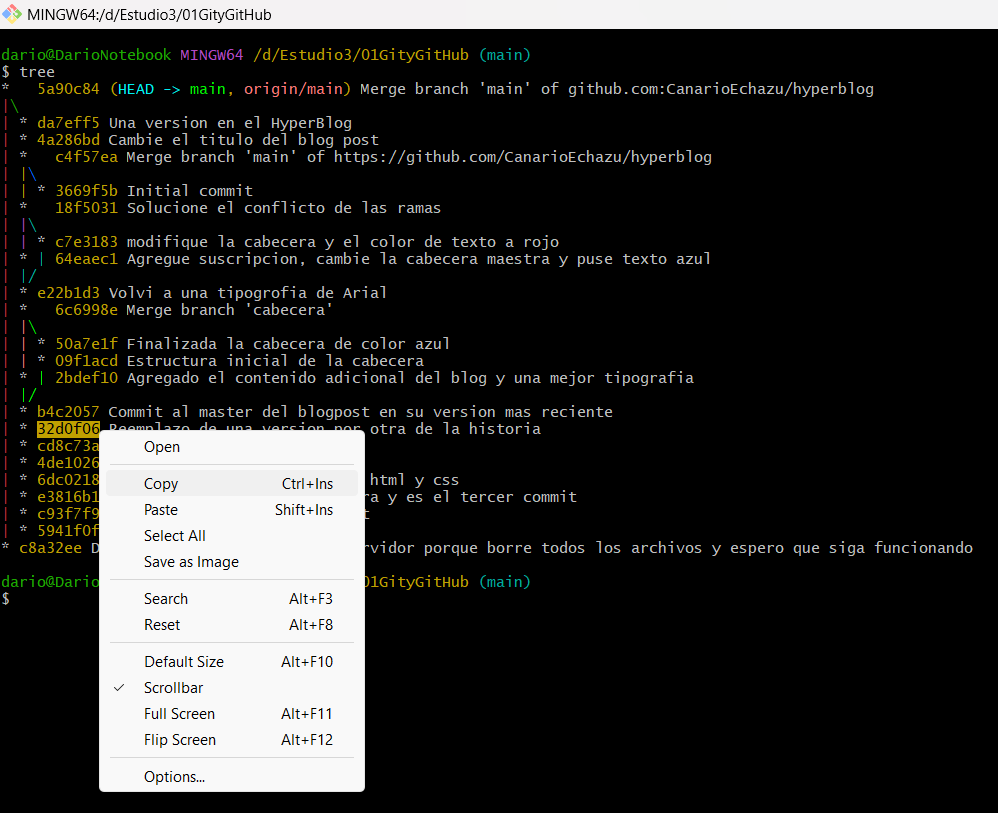 MINGW64:/d/Estudio3/01GityGitHub
dario@DarioNotebook MINGW64 /d/Estudio3/01GityGitHub (main)
$ tree
*   5a90c84 (HEAD -> main, origin/main) Merge branch 'main' of github.com:CanarioEchazu/hyperblog
|\
| * da7eff5 Una version en el HyperBlog
| * 4a286bd Cambie el titulo del blog post
| *   c4f57ea Merge branch 'main' of https://github.com/CanarioEchazu/hyperblog
| |\
| | * 3669f5b Initial commit
| *   18f5031 Solucione el conflicto de las ramas
| |\
| | * c7e3183 modifique la cabecera y el color de texto a rojo
| * | 64eaec1 Agregue suscripcion, cambie la cabecera maestra y puse texto azul
| |/
| * e22b1d3 Volvi a una tipografia de Arial
| *   6c6998e Merge branch 'cabecera'
| |\
| | * 50a7e1f Finalizada la cabecera de color azul
| | * 09f1acd Estructura inicial de la cabecera
| * | 2bdef10 Agregado el contenido adicional del blog y una mejor tipografia
| |/
| * b4c2057 Commit al master del blogpost en su version mas reciente
| * 32d0f06 Reemplazo de una version por otra de la historia
| * cd8c73a
| * 4de1026
| * 6dc0218 html y css
| * e3816b1 ra y es el tercer commit
| * c93f7f9 t
| * 5941f0f
* c8a32ee D rvidor porque borre todos los archivos y espero que siga funcionando
dario@Dario 01GityGitHub (main)
$
Open
Copy Ctrl+Ins
Paste Shift+Ins
Select All
Save as Image
Search Alt+F3
Reset Alt+F8
Default Size Alt+F10
Scrollbar
Full Screen Alt+F11
Flip Screen Alt+F12
Options...